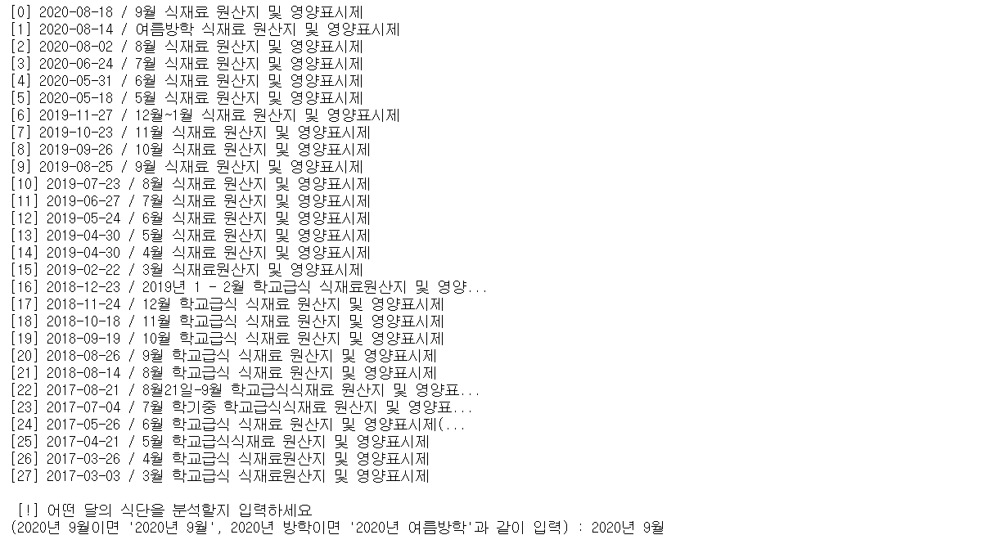 [0] 2020-08-18 / 9월 식재료 원산지 및 영양표시제
[1] 2020-08-14 / 여름방학 식재료 원산지 및 영양표시제
[2] 2020-08-02 / 8월 식재료 원산지 및 영양표시제
[3] 2020-06-24 / 7월 식재료 원산지 및 영양표시제
[4] 2020-05-31 / 6월 식재료 원산지 및 영양표시제
[5] 2020-05-18 / 5월 식재료 원산지 및 영양표시제
[6] 2019-11-27 / 12월~1월 식재료 원산지 및 영양표시제
[7] 2019-10-23 / 11월 식재료 원산지 및 영양표시제
[8] 2019-09-26 / 10월 식재료 원산지 및 영양표시제
[9] 2019-08-25 / 9월 식재료 원산지 및 영양표시제
[10] 2019-07-23 / 8월 식재료 원산지 및 영양표시제
[11] 2019-06-27 / 7월 식재료 원산지 및 영양표시제
[12] 2019-05-24 / 6월 식재료 원산지 및 영양표시제
[13] 2019-04-30 / 5월 식재료 원산지 및 영양표시제
[14] 2019-04-30 / 4월 식재료 원산지 및 영양표시제
[15] 2019-02-22 / 3월 식재료원산지 및 영양표시제
[16] 2018-12-23 / 2019년 1 - 2월 학교급식 식재료원산지 및 영양...
[17] 2018-11-24 / 12월 학교급식 식재료 원산지 및 영양표시제
[18] 2018-10-18 / 11월 학교급식 식재료 원산지 및 영양표시제
[19] 2018-09-19 / 10월 학교급식 식재료 원산지 및 영양표시제
[20] 2018-08-26 / 9월 학교급식 식재료 원산지 및 영양표시제
[21] 2018-08-14 / 8월 학교급식 식재료 원산지 및 영양표시제
[22] 2017-08-21 / 8월21일-9월 학교급식식재료 원산지 및 영양표...
[23] 2017-07-04 / 7월 학기중 학교급식식재료 원산지 및 영양표...
[24] 2017-05-26 / 6월 학교급식 식재료 원산지 및 영양표시제(...
[25] 2017-04-21 / 5월 학교급식식재료 원산지 및 영양표시제
[26] 2017-03-26 / 4월 학교급식 식재료원산지 및 영양표시제
[27] 2017-03-03 / 3월 학교급식 식재료원산지 및 영양표시제
[!] 어떤 달의 식단을 분석할지 입력하세요
(2020년 9월이면 '2020년 9월', 2020년 방학이면 '2020년 여름방학'과 같이 입력) : 2020년 9월